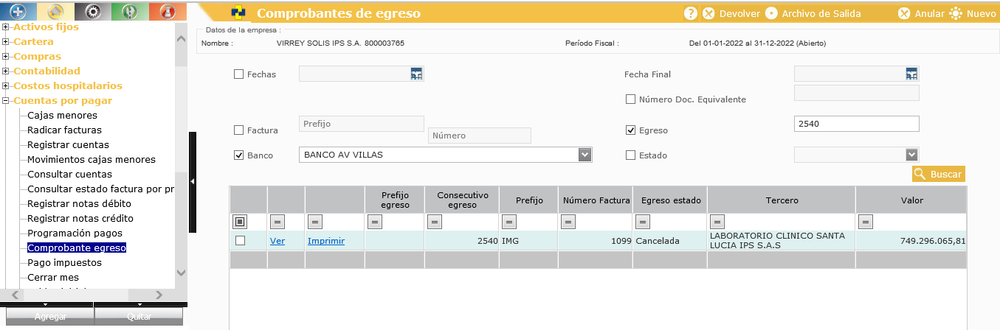 Comprobantes de egreso
? Devolver Archivo de Salida Anular Nuevo
Activos fijos
Cartera
Compras
Contabilidad
Costos hospitalarios
Cuentas por pagar
Cajas menores
Radicar facturas
Registrar cuentas
Movimientos cajas menores
Consultar cuentas
Consultar estado factura por pr
Registrar notas débito
Registrar notas crédito
Programación pagos
Comprobante egreso
Pago impuestos
Cerrar mes
Agregar Quitar
Datos de la empresa :
Nombre : VIRREY SOLIS IPS S.A. 800003765 Período Fiscal : Del 01-01-2022 al 31-12-2022 (Abierto)
Fechas Fecha Final
Número Doc. Equivalente
Factura Prefijo Número Egreso 2540
Banco BANCO AV VILLAS Estado
Buscar
Prefijo egreso Consecutivo egreso Prefijo Número Factura Egreso estado Tercero Valor
= = = = = = = = =
Ver Imprimir 2540 IMG 1099 Cancelada LABORATORIO CLINICO SANTA LUCIA IPS S.A.S 749.296.065,81